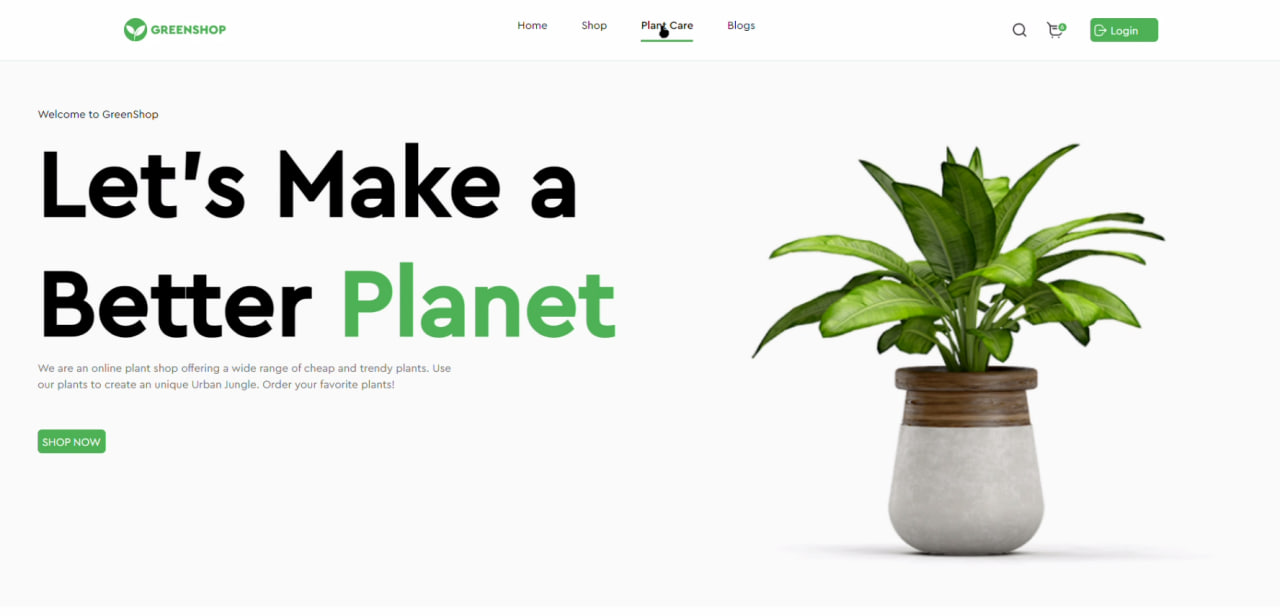 GREENSHOP
Home
Shop
Plant Care
Blogs
Login
Welcome to GreenShop
Let's Make a
Better Planet
We are an online plant shop offering a wide range of cheap and trendy plants. Use
our plants to create an unique Urban Jungle. Order your favorite plants!
SHOP NOW